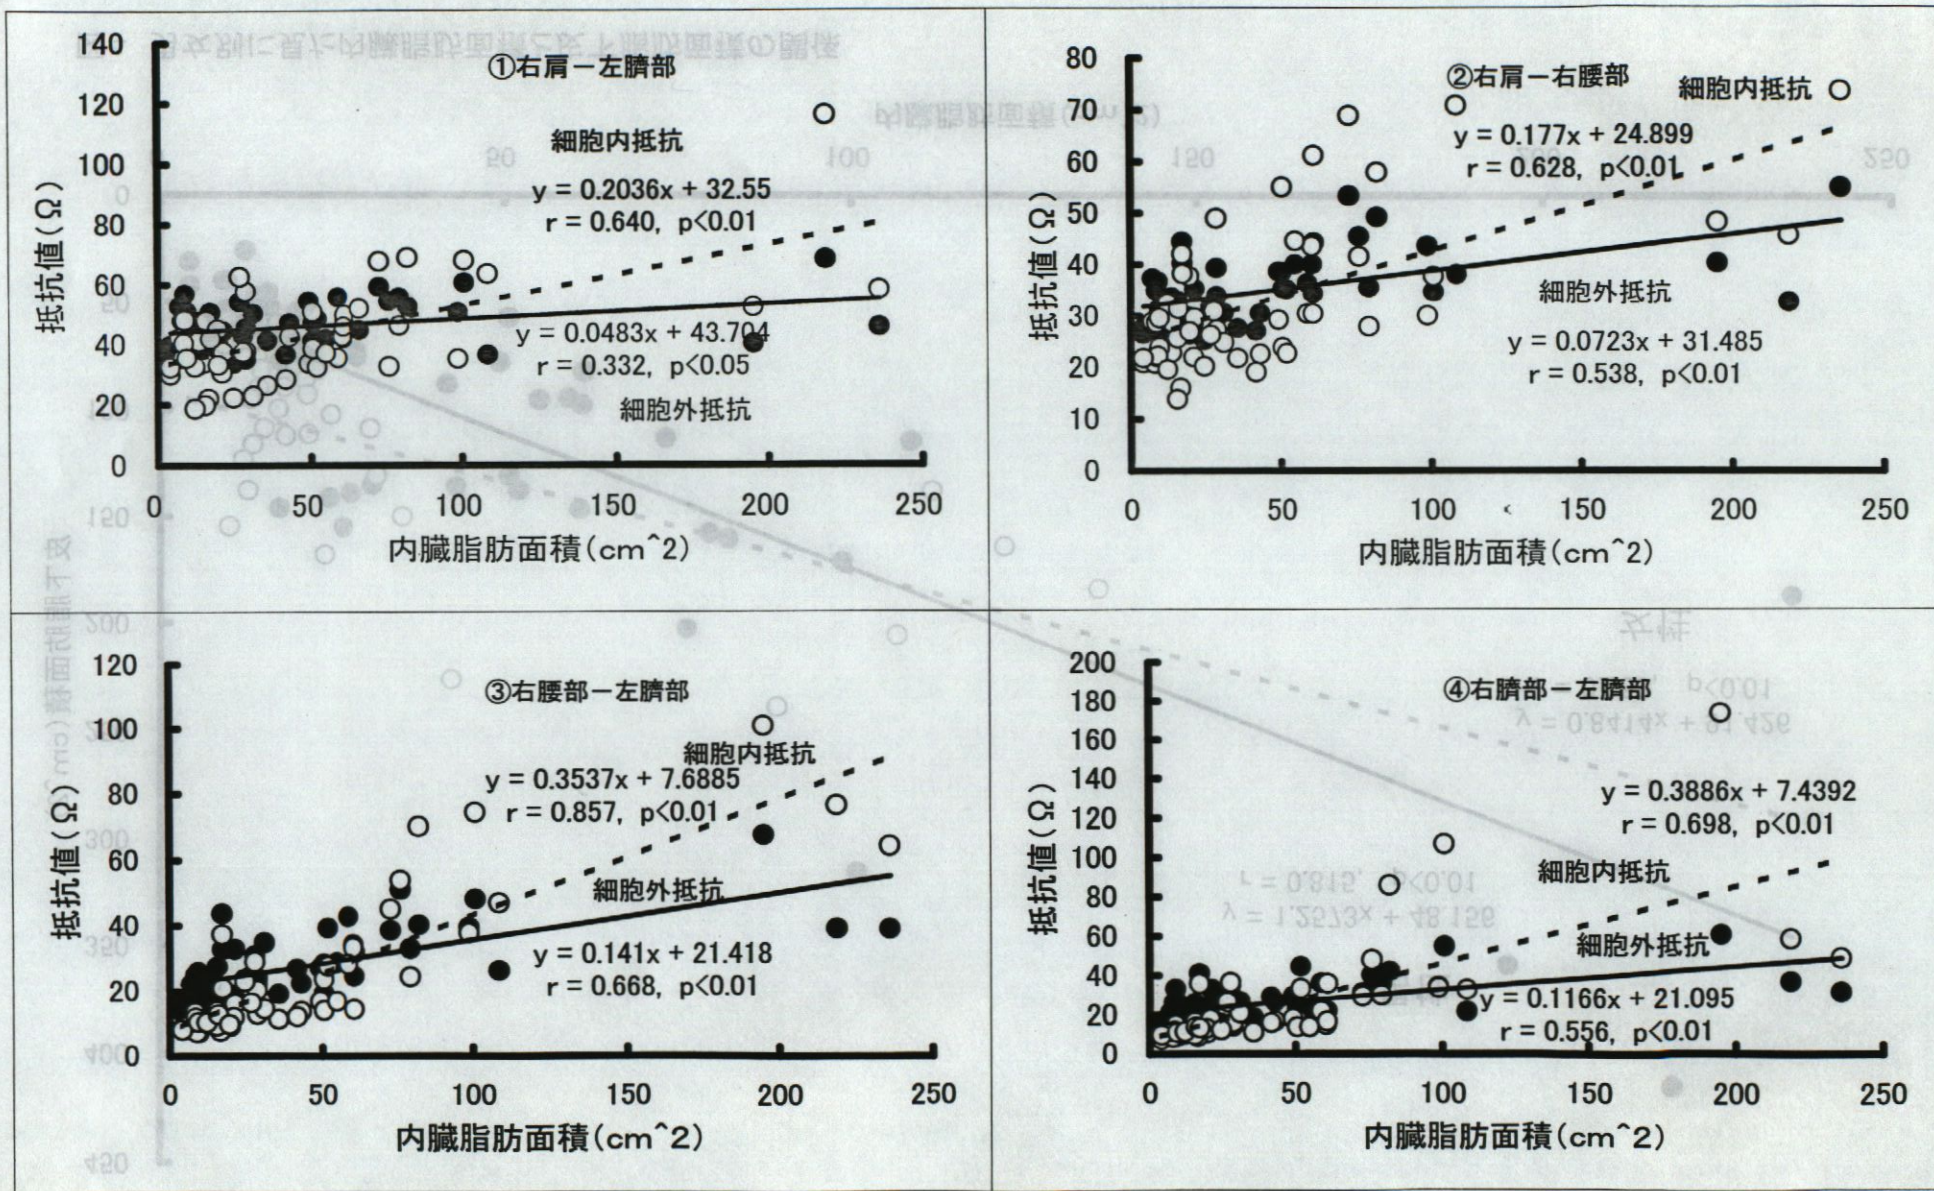 ①右肩－左臍部
抵抗値(Ω)
140
120
100
80
60
40
20
0
細胞内抵抗
y = 0.2036x + 32.55
r = 0.640, p<0.01
y = 0.0483x + 43.704
r = 0.332, p<0.05
細胞外抵抗
0 50 100 150 200 250
内臓脂肪面積(cm^2)
②右肩－右腰部
抵抗値(Ω)
80
70
60
50
40
30
20
10
0
細胞内抵抗
y = 0.177x + 24.899
r = 0.628, p<0.01
細胞外抵抗
y = 0.0723x + 31.485
r = 0.538, p<0.01
0 50 100 150 200 250
内臓脂肪面積(cm^2)
③右腰部－左臍部
抵抗値(Ω)
120
100
80
60
40
20
0
細胞内抵抗
y = 0.3537x + 7.6885
r = 0.857, p<0.01
細胞外抵抗
y = 0.141x + 21.418
r = 0.668, p<0.01
0 50 100 150 200 250
内臓脂肪面積(cm^2)
④右臍部－左臍部
抵抗値(Ω)
200
180
160
140
120
100
80
60
40
20
0
y = 0.3886x + 7.4392
r = 0.698, p<0.01
細胞内抵抗
細胞外抵抗
y = 0.1166x + 21.095
r = 0.556, p<0.01
0 50 100 150 200 250
内臓脂肪面積(cm^2)